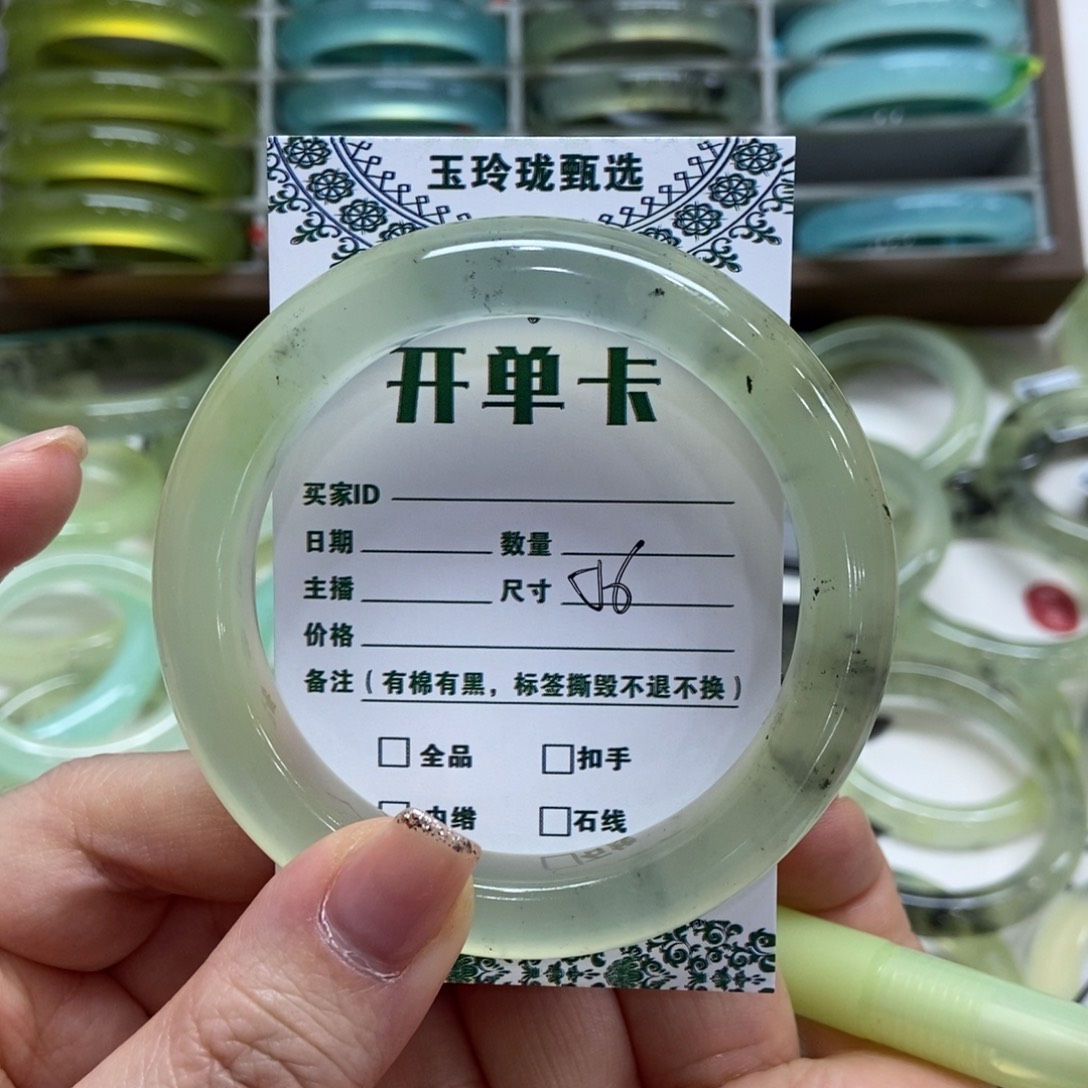 玉玲珑甄选
开单卡
买家ID
日期 数量
主播 尺寸 56
价格
备注（有棉有黑，标签撕毁不退不换）
□ 全品 □ 扣手
□ 内绺 □ 石线